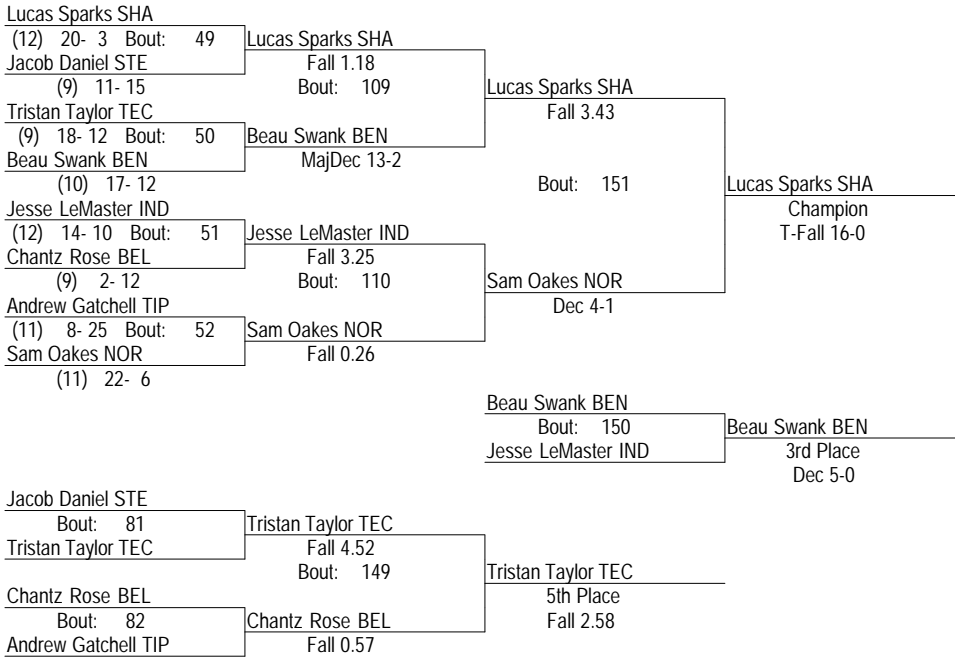 Lucas Sparks SHA
(12) 20- 3 Bout: 49
Jacob Daniel STE
(9) 11- 15
Tristan Taylor TEC
(9) 18- 12 Bout: 50
Beau Swank BEN
(10) 17- 12
Jesse LeMaster IND
(12) 14- 10 Bout: 51
Chantz Rose BEL
(9) 2- 12
Andrew Gatchell TIP
(11) 8- 25 Bout: 52
Sam Oakes NOR
(11) 22- 6
Lucas Sparks SHA
Fall 1.18
Bout: 109
Beau Swank BEN
MajDec 13-2
Jesse LeMaster IND
Fall 3.25
Bout: 110
Sam Oakes NOR
Fall 0.26
Lucas Sparks SHA
Fall 3.43
Bout: 151
Sam Oakes NOR
Dec 4-1
Lucas Sparks SHA
Champion
T-Fall 16-0
Beau Swank BEN
Bout: 150
Jesse LeMaster IND
Beau Swank BEN
3rd Place
Dec 5-0
Jacob Daniel STE
Bout: 81
Tristan Taylor TEC
Chantz Rose BEL
Bout: 82
Andrew Gatchell TIP
Tristan Taylor TEC
Fall 4.52
Bout: 149
Chantz Rose BEL
Fall 0.57
Tristan Taylor TEC
5th Place
Fall 2.58